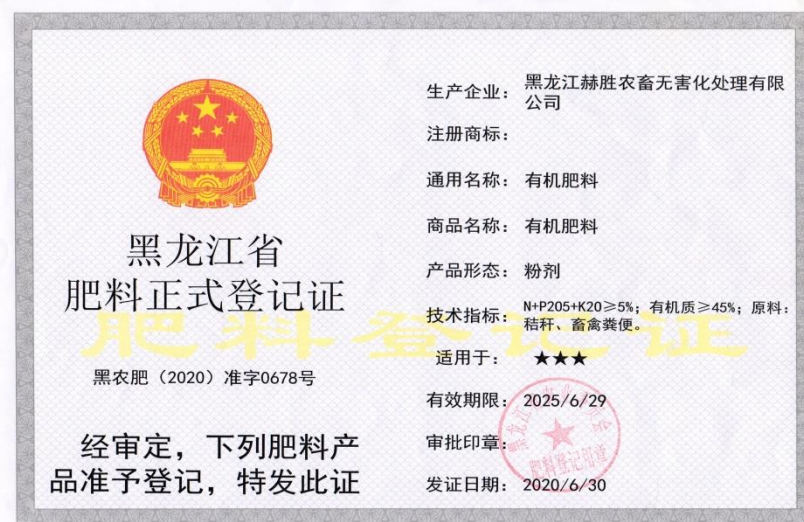 黑龙江省
肥料正式登记证
肥料登记证
黑农肥（2020）准字0678号
经审定，下列肥料产
品准予登记，特发此证
生产企业：黑龙江赫胜农畜无害化处理有限
公司
注册商标：
通用名称：有机肥料
商品名称：有机肥料
产品形态：粉剂
技术指标：N+P2O5+K2O≥5%；有机质≥45%；原料：
秸秆、畜禽粪便。
适用于：★★★
有效期限：2025/6/29
审批印章：
肥料登记用章
发证日期：2020/6/30